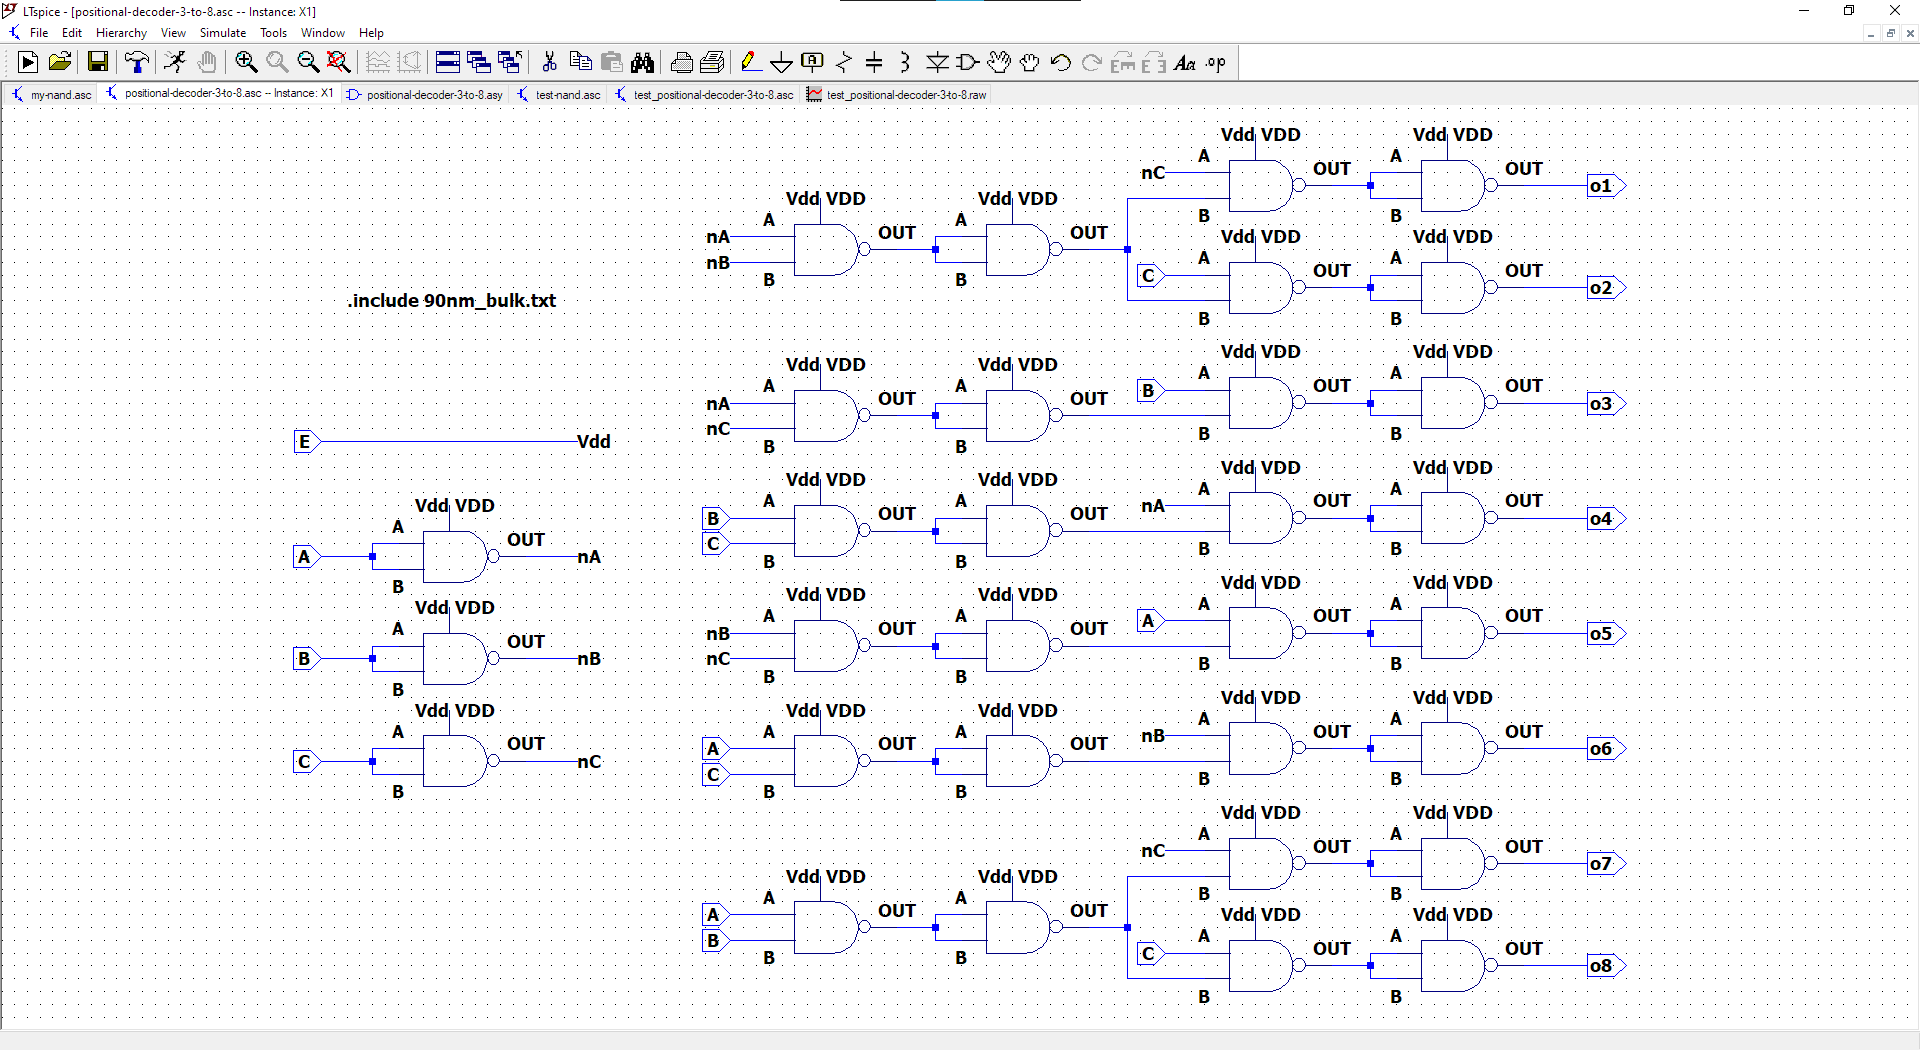 LTspice - [positional-decoder-3-to-8.asc -- Instance: X1]
File Edit Hierarchy View Simulate Tools Window Help
Aa .op
my-nand.asc positional-decoder-3-to-8.asc -- Instance: X1 positional-decoder-3-to-8.asy test-nand.asc test_positional-decoder-3-to-8.asc test_positional-decoder-3-to-8.raw
Vdd VDD Vdd VDD
A OUT A OUT
nC o1
B B
Vdd VDD Vdd VDD
A OUT A OUT
nA
nB
B B
Vdd VDD Vdd VDD
A OUT A OUT
C o2
B B
.include 90nm_bulk.txt
Vdd VDD Vdd VDD Vdd VDD Vdd VDD
A OUT A OUT A OUT A OUT
nA B o3
nC
B B B B
E Vdd
Vdd VDD Vdd VDD Vdd VDD Vdd VDD
A OUT A OUT A OUT A OUT
B nA o4
C
B B B B
Vdd VDD
A OUT
A nA
B
Vdd VDD Vdd VDD Vdd VDD Vdd VDD
A OUT A OUT A OUT A OUT
nB A o5
nC
B B B B
Vdd VDD
A OUT
B nB
B
Vdd VDD Vdd VDD Vdd VDD Vdd VDD
A OUT A OUT A OUT A OUT
A nB o6
C
B B B B
Vdd VDD
A OUT
C nC
B
Vdd VDD Vdd VDD
A OUT A OUT
nC o7
B B
Vdd VDD Vdd VDD
A OUT A OUT
A
B
B B
Vdd VDD Vdd VDD
A OUT A OUT
C o8
B B